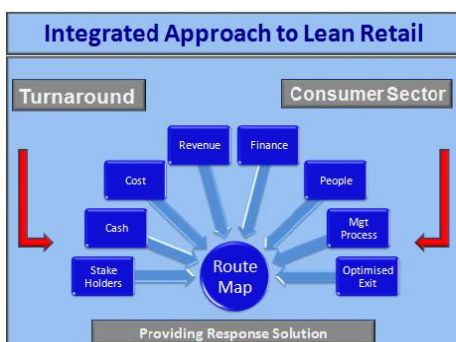 Integrated Approach to Lean Retail
Turnaround
Consumer Sector
Revenue
Finance
Cost
People
Cash
Mgt
Process
Stake
Holders
Route
Map
Optimised
Exit
Providing Response Solution